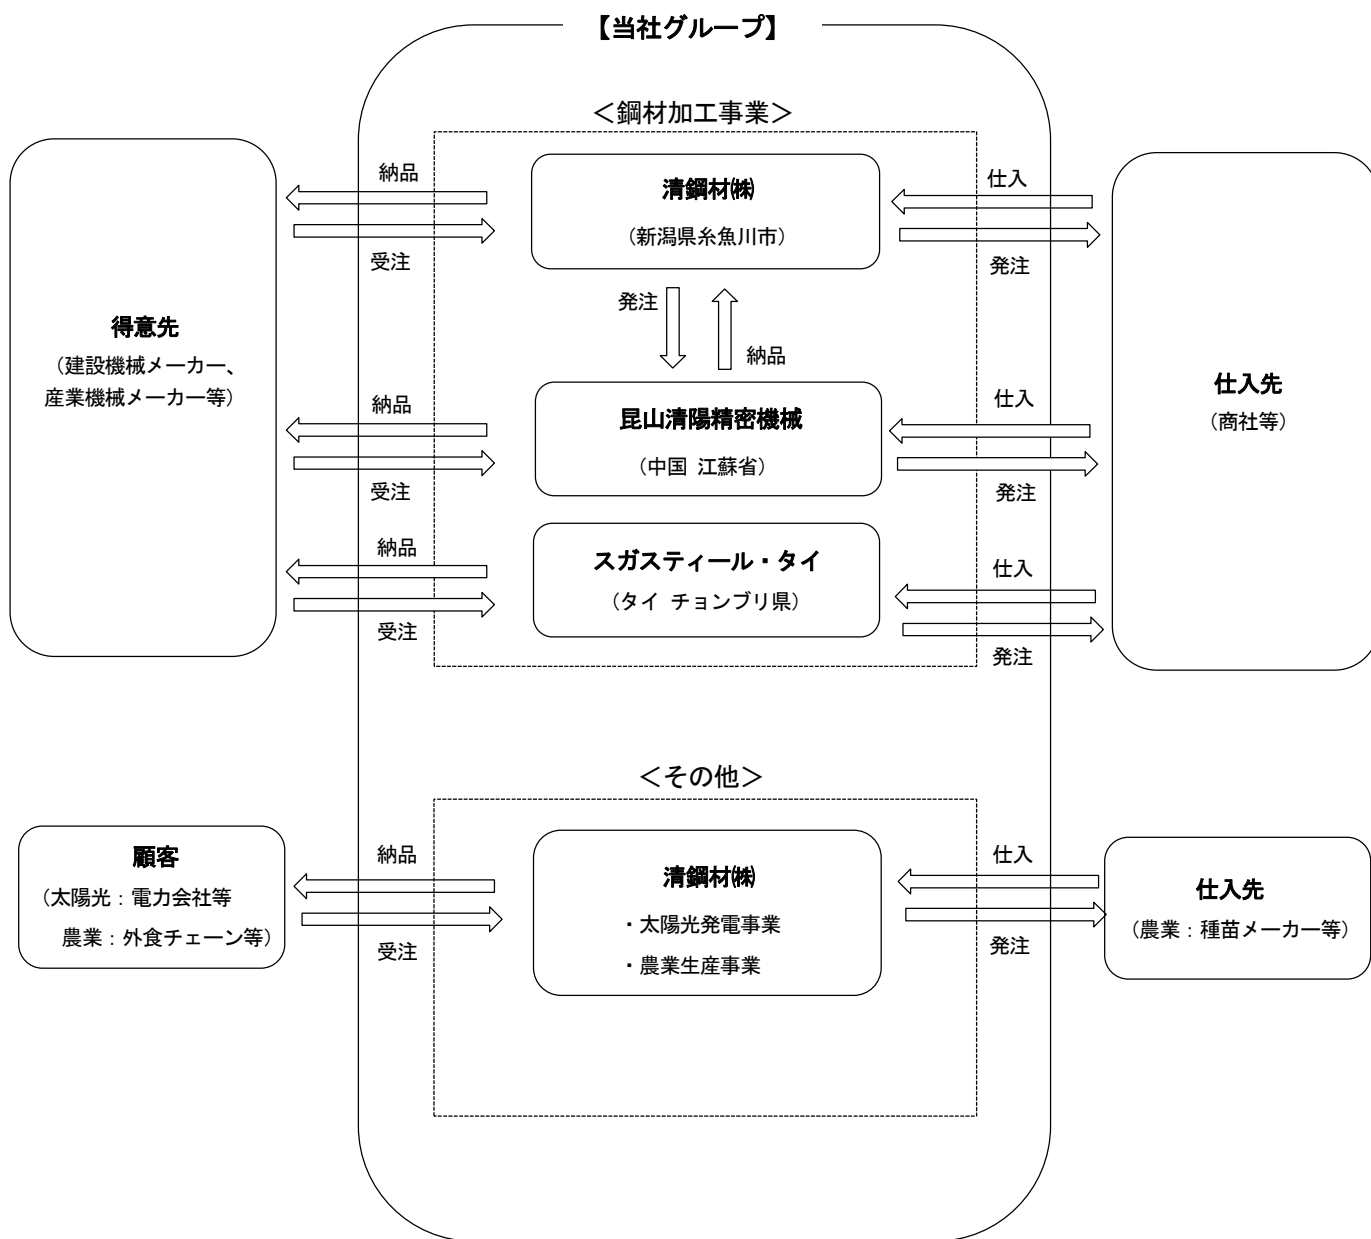 【当社グループ】
＜鋼材加工事業＞
納品
受注
清鋼材㈱
（新潟県糸魚川市）
仕入
発注
発注
納品
得意先
（建設機械メーカー、
産業機械メーカー等）
納品
受注
昆山清陽精密機械
（中国 江蘇省）
仕入
発注
仕入先
（商社等）
納品
受注
スガスティール・タイ
（タイ チョンブリ県）
仕入
発注
＜その他＞
顧客
（太陽光：電力会社等
農業：外食チェーン等）
納品
受注
清鋼材㈱
・太陽光発電事業
・農業生産事業
仕入
発注
仕入先
（農業：種苗メーカー等）